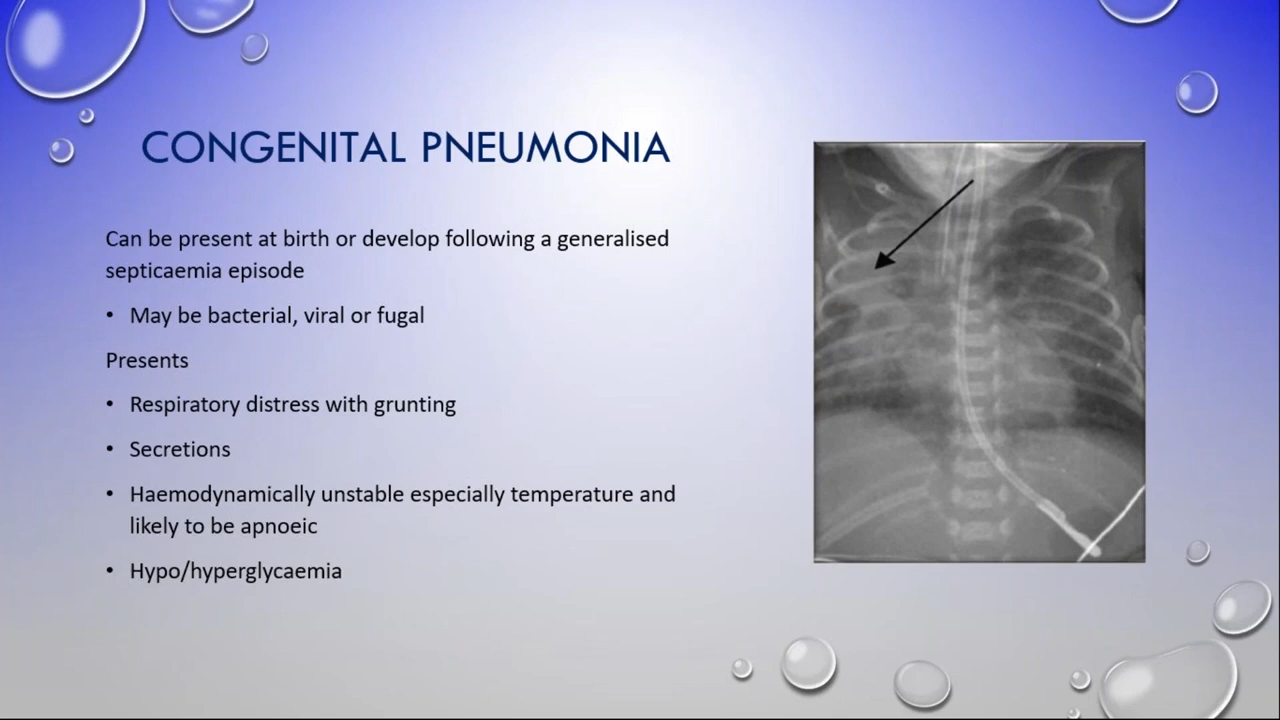 CONGENITAL PNEUMONIA
Can be present at birth or develop following a generalised
septicaemia episode
• May be bacterial, viral or fugal
Presents
• Respiratory distress with grunting
• Secretions
• Haemodynamically unstable especially temperature and
likely to be apnoeic
• Hypo/hyperglycaemia